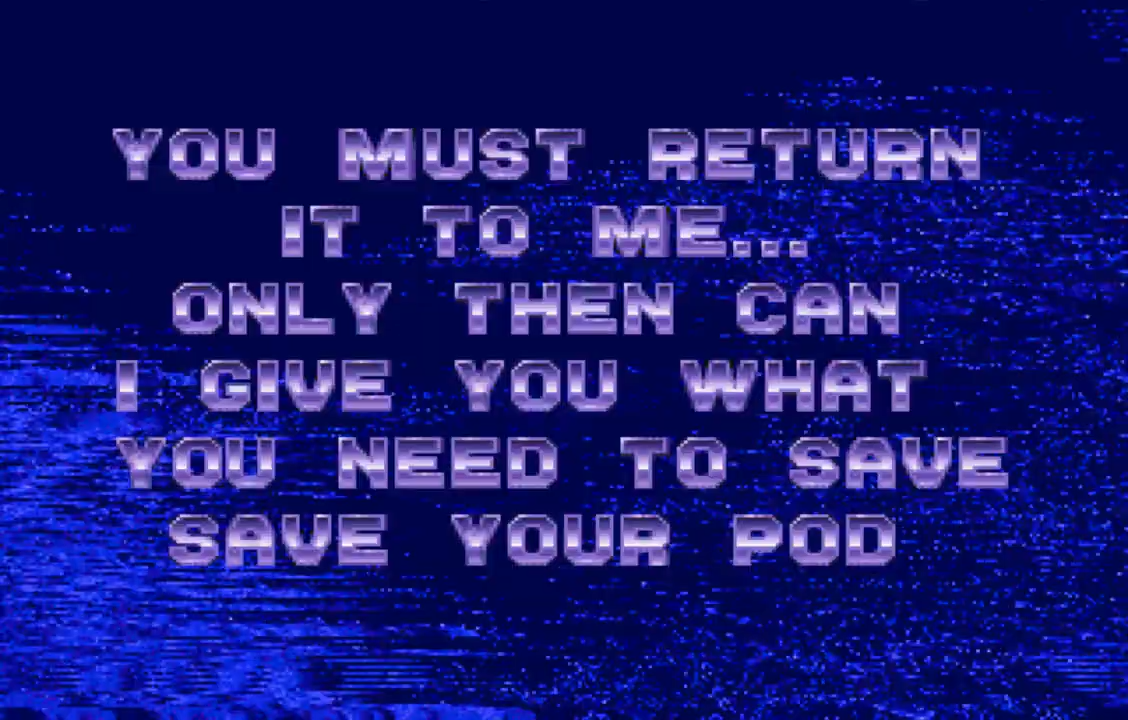 YOU MUST RETURN
IT TO ME...
ONLY THEN CAN
I GIVE YOU WHAT
YOU NEED TO SAVE
SAVE YOUR POD